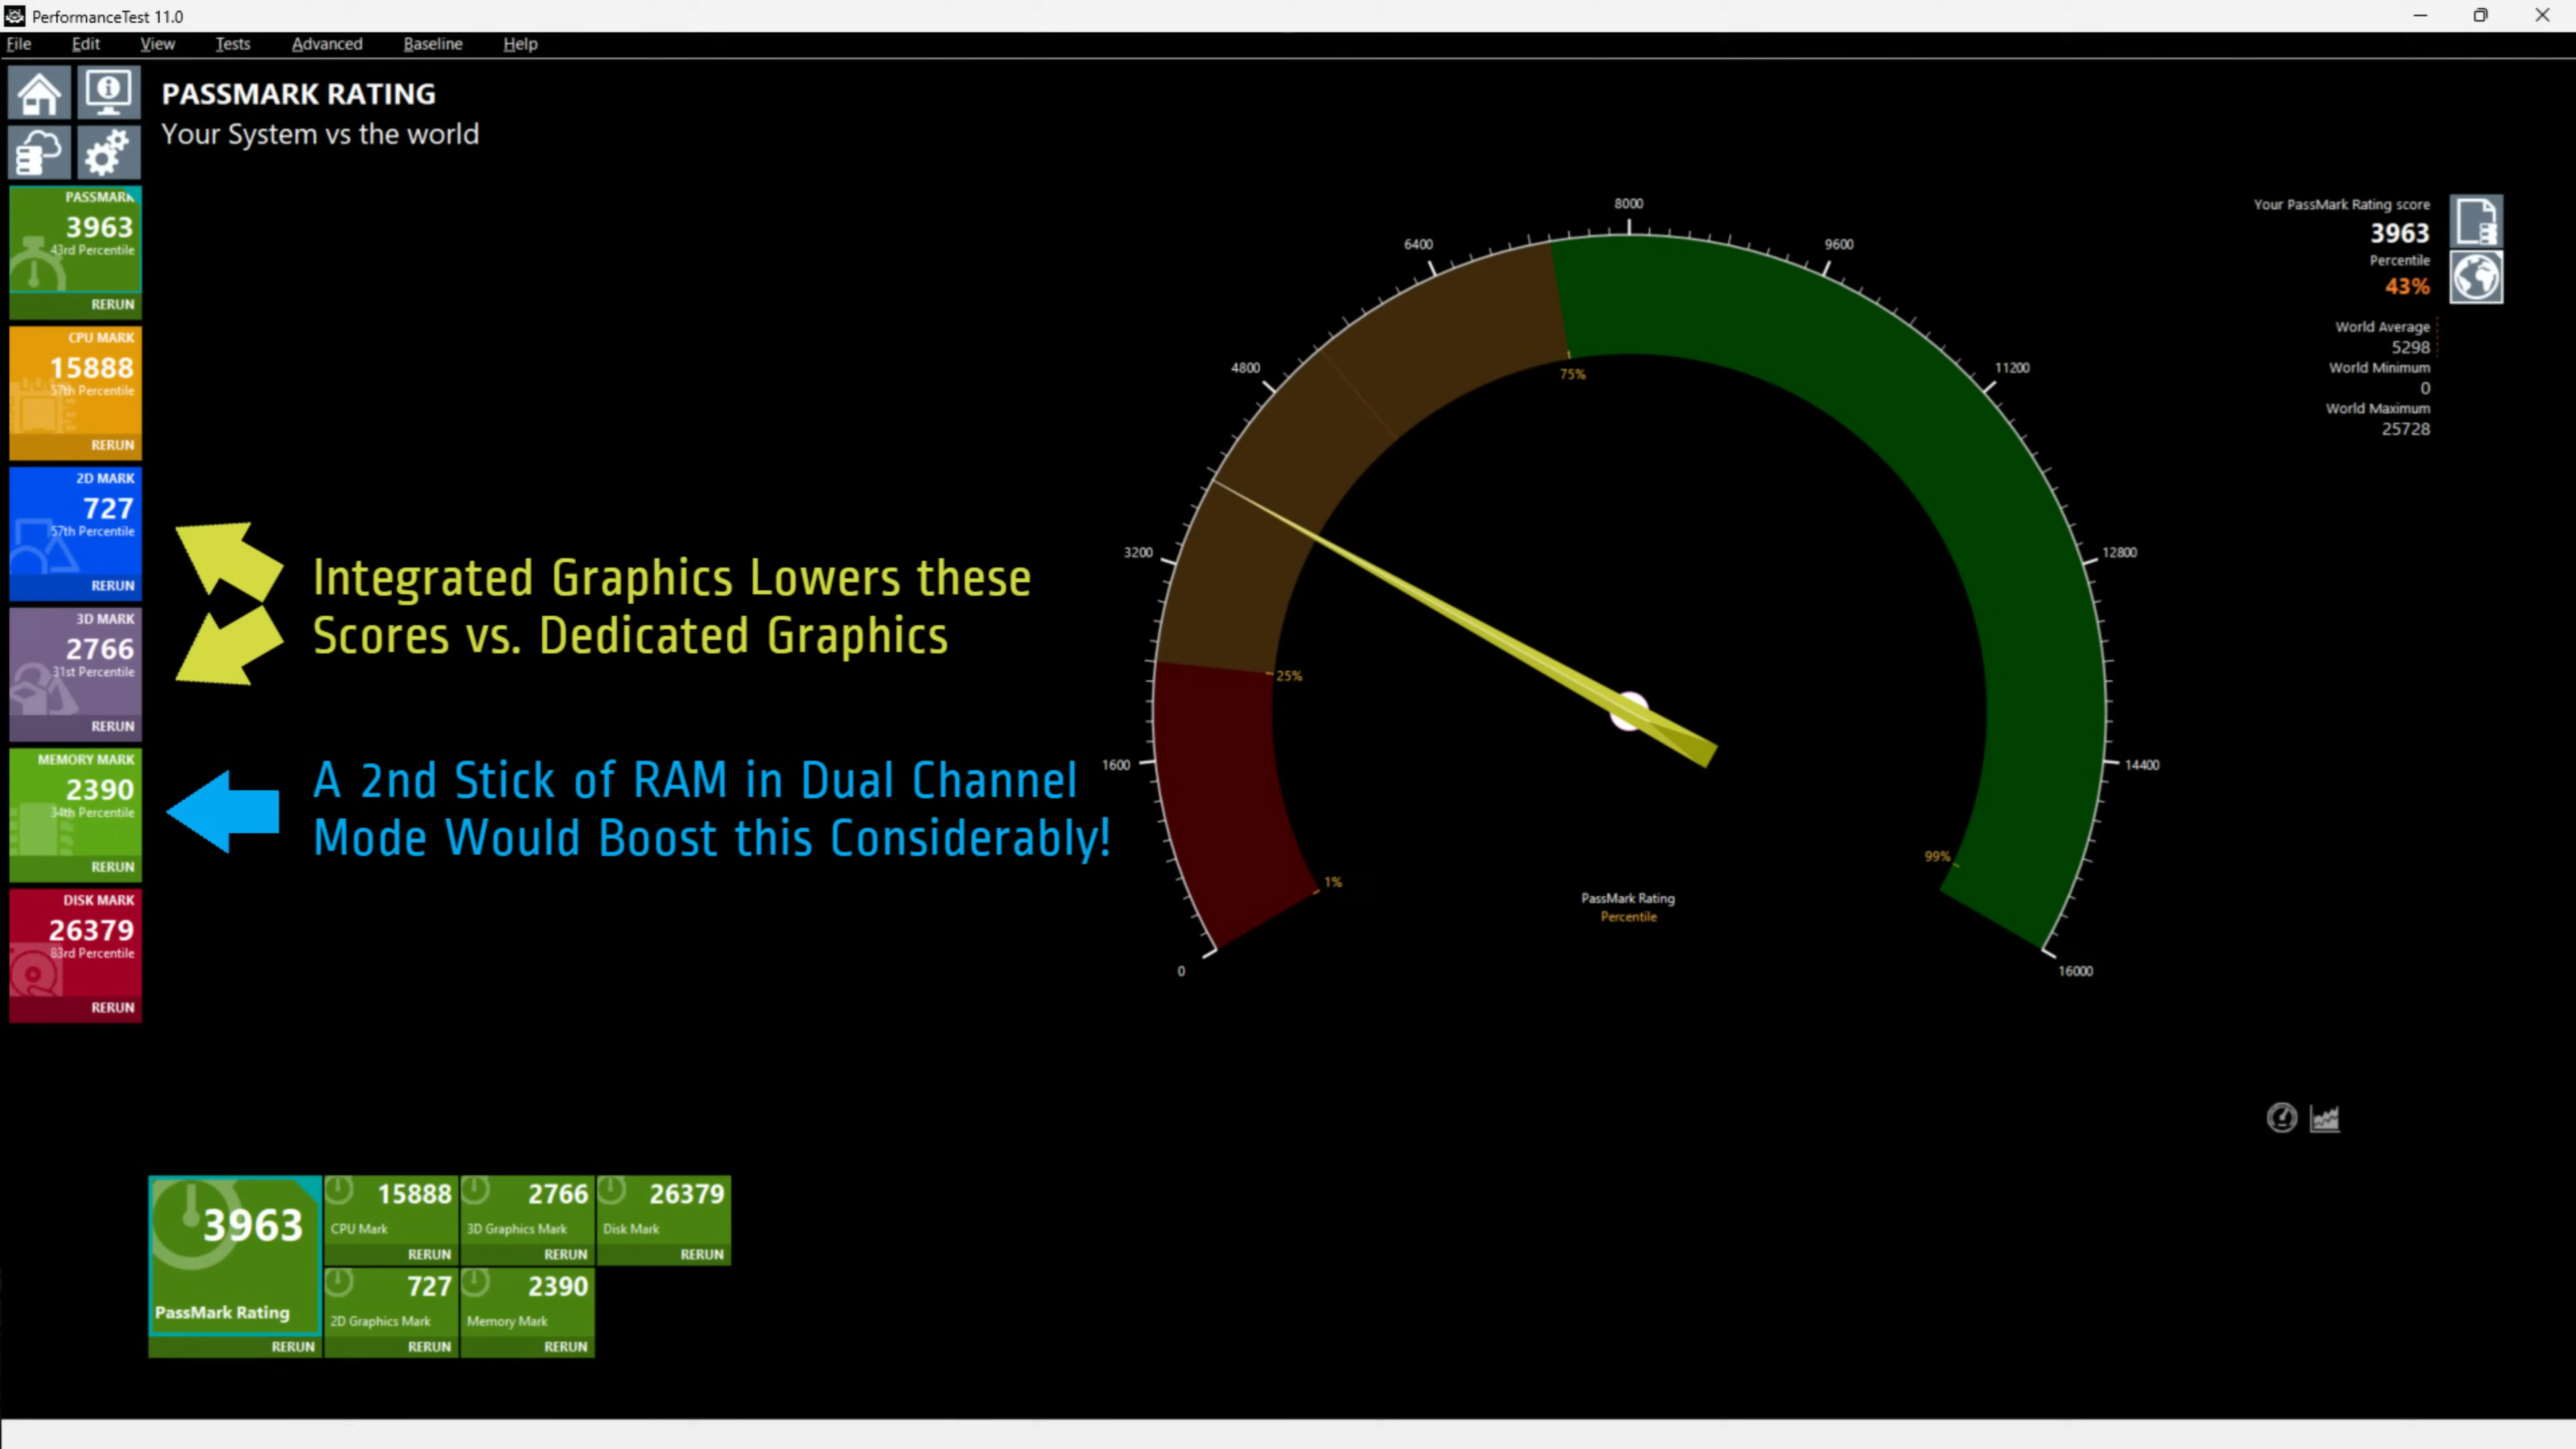 PerformanceTest 11.0
File Edit View Tests Advanced Baseline Help
PASSMARK RATING
Your System vs the world
PASSMARK
3963
43rd Percentile
RERUN
CPU MARK
15888
57th Percentile
RERUN
2D MARK
727
57th Percentile
RERUN
3D MARK
2766
31st Percentile
RERUN
MEMORY MARK
2390
34th Percentile
RERUN
DISK MARK
26379
83rd Percentile
RERUN
Integrated Graphics Lowers these
Scores vs. Dedicated Graphics
A 2nd Stick of RAM in Dual Channel
Mode Would Boost this Considerably!
0
1600
3200
4800
6400
8000
9600
11200
12800
14400
16000
1%
25%
75%
99%
PassMark Rating
Percentile
Your PassMark Rating score
3963
Percentile
43%
World Average
5298
World Minimum
0
World Maximum
25728
3963
PassMark Rating
RERUN
15888
CPU Mark
RERUN
2766
3D Graphics Mark
RERUN
26379
Disk Mark
RERUN
727
2D Graphics Mark
RERUN
2390
Memory Mark
RERUN